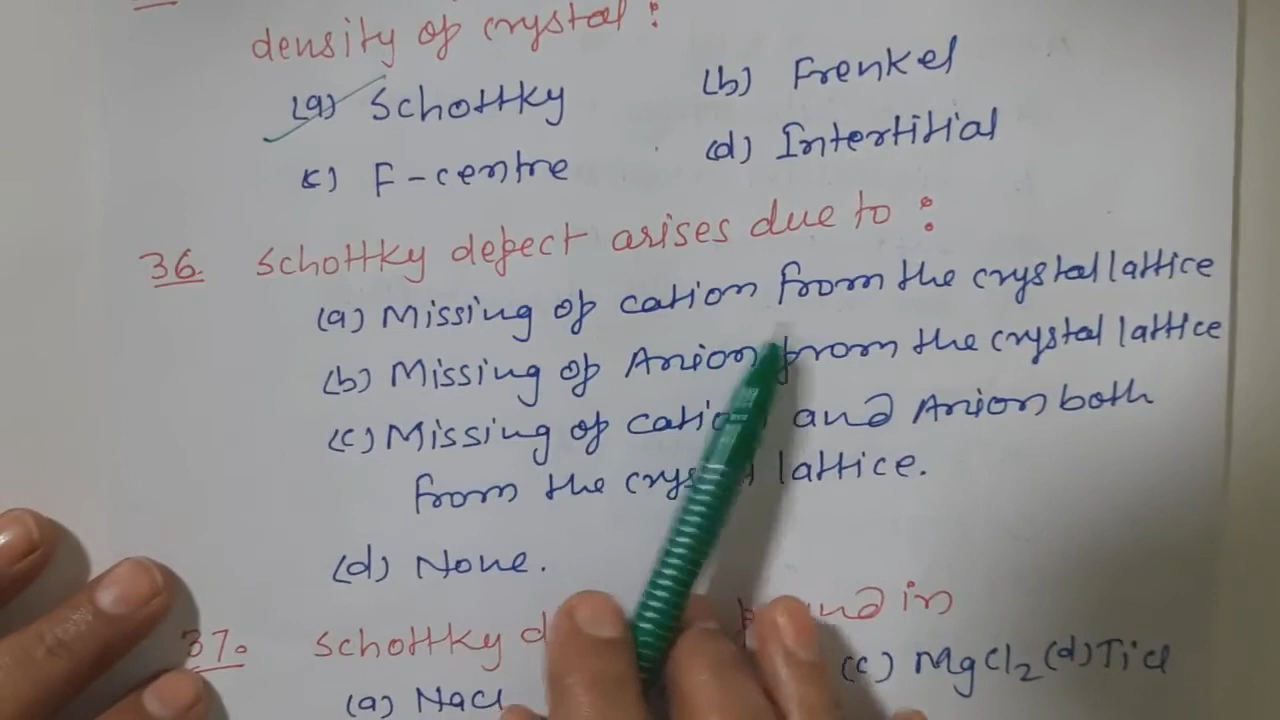 density of crystal :
(a) Schottky (b) Frenkel
(c) F-centre (d) Intertitial
36. Schottky defect arises due to :
(a) Missing of cation from the crystal lattice
(b) Missing of Anion from the crystal lattice
(c) Missing of and Anion both
from the lattice.
(d) None.
37. Schottky in
(a) NaCl (c) MgCl2 (d) TiCl